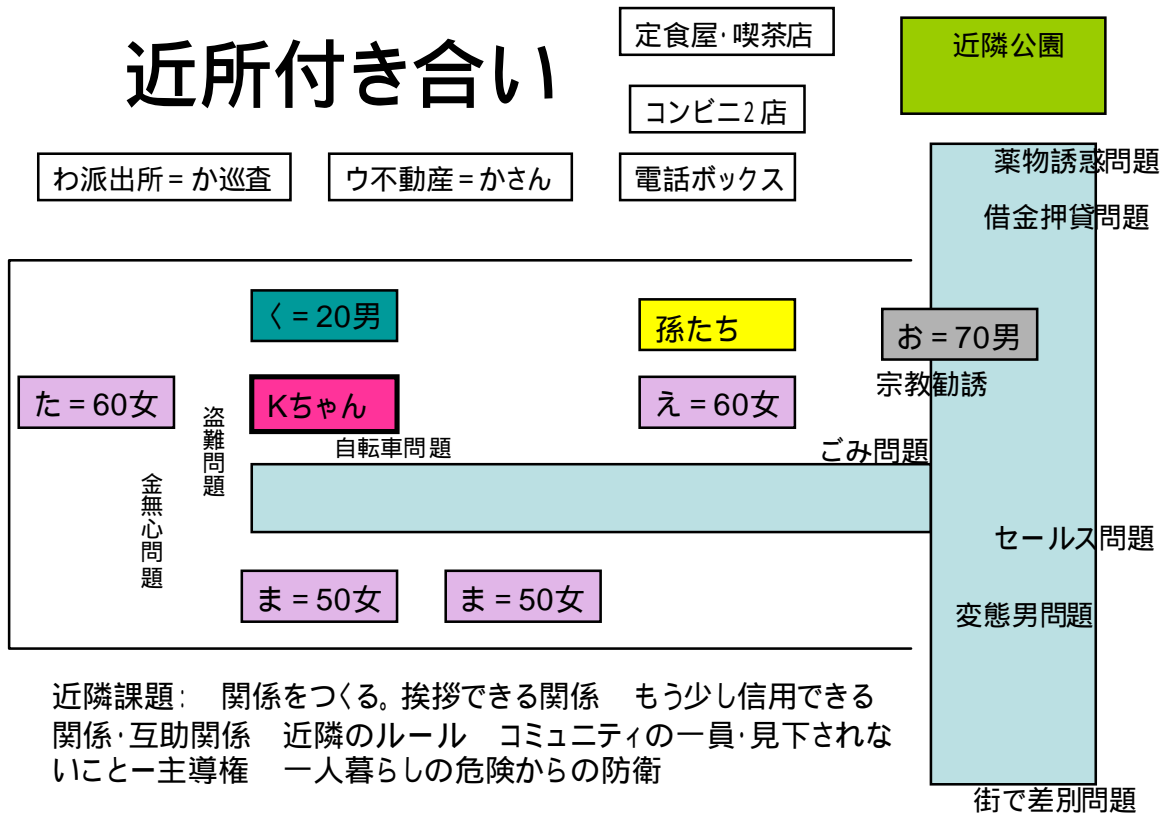 近所付き合い
定食屋・喫茶店
近隣公園
コンビニ2店
わ派出所=か巡査
ウ不動産=かさん
電話ボックス
薬物誘惑問題
借金押貸問題
く=20男
孫たち
お=70男
宗教勧誘
た=60女
Kちゃん
え=60女
盗難問題
自転車問題
ごみ問題
金無心問題
セールス問題
ま=50女
ま=50女
変態男問題
近隣課題: 関係をつくる。挨拶できる関係 もう少し信用できる
関係・互助関係 近隣のルール コミュニティの一員・見下されな
いことー主導権 一人暮らしの危険からの防衛
街で差別問題